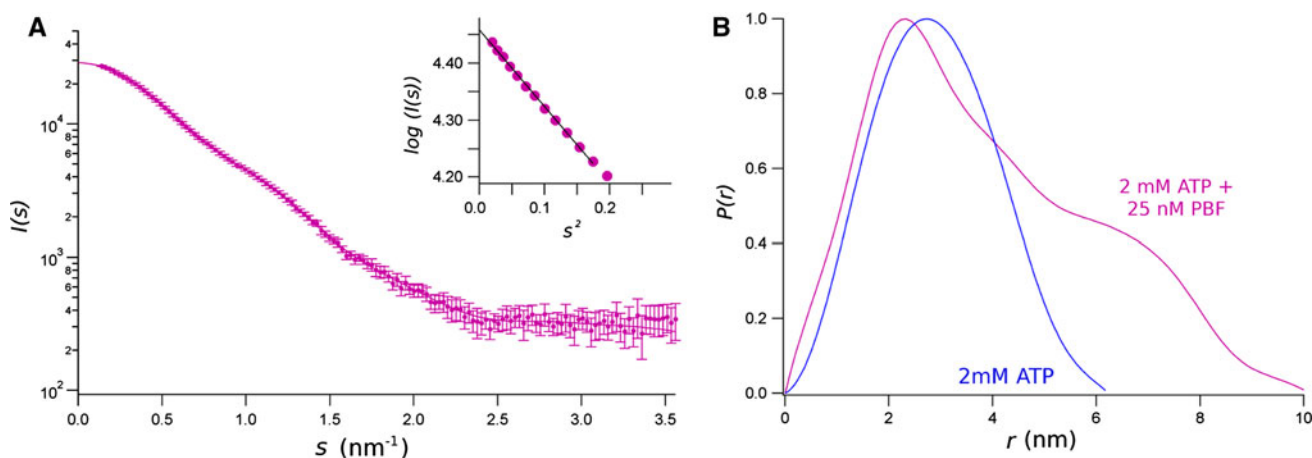 A
4
2
10⁴
8
6
4
2
10³
8
6
4
2
10²
I(s)
0.0 0.5 1.0 1.5 2.0 2.5 3.0 3.5
s (nm⁻¹)
4.40
4.30
4.20
log (I(s))
0.0 0.1 0.2
s²
B
1.0
0.8
0.6
0.4
0.2
0.0
P(r)
2 mM ATP +
25 nM PBF
2mM ATP
0 2 4 6 8 10
r (nm)